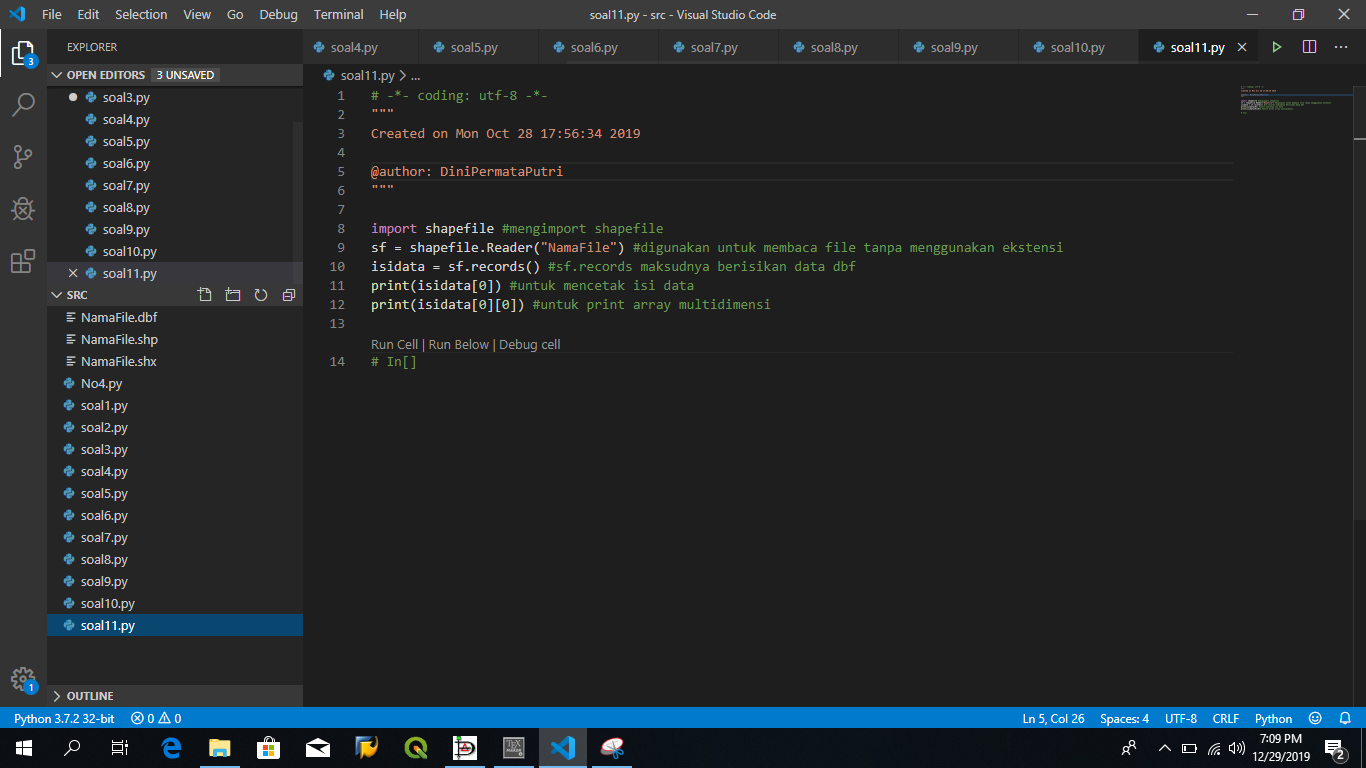 File Edit Selection View Go Debug Terminal Help soal11.py - src - Visual Studio Code
EXPLORER
OPEN EDITORS 3 UNSAVED
soal3.py
soal4.py
soal5.py
soal6.py
soal7.py
soal8.py
soal9.py
soal10.py
soal11.py
SRC
NamaFile.dbf
NamaFile.shp
NamaFile.shx
No4.py
soal1.py
soal2.py
soal3.py
soal4.py
soal5.py
soal6.py
soal7.py
soal8.py
soal9.py
soal10.py
soal11.py
OUTLINE
3
1
soal4.py soal5.py soal6.py soal7.py soal8.py soal9.py soal10.py soal11.py
soal11.py > ...
1 # -*- coding: utf-8 -*-
2 """
3 Created on Mon Oct 28 17:56:34 2019
4
5 @author: DiniPermataPutri
6 """
7
8 import shapefile #mengimport shapefile
9 sf = shapefile.Reader("NamaFile") #digunakan untuk membaca file tanpa menggunakan ekstensi
10 isidata = sf.records() #sf.records maksudnya berisikan data dbf
11 print(isidata[0]) #untuk mencetak isi data
12 print(isidata[0][0]) #untuk print array multidimensi
13
Run Cell | Run Below | Debug cell
14 # In[]
Python 3.7.2 32-bit 0 0 Ln 5, Col 26 Spaces: 4 UTF-8 CRLF Python
TEX
MAKER
7:09 PM
12/29/2019
2